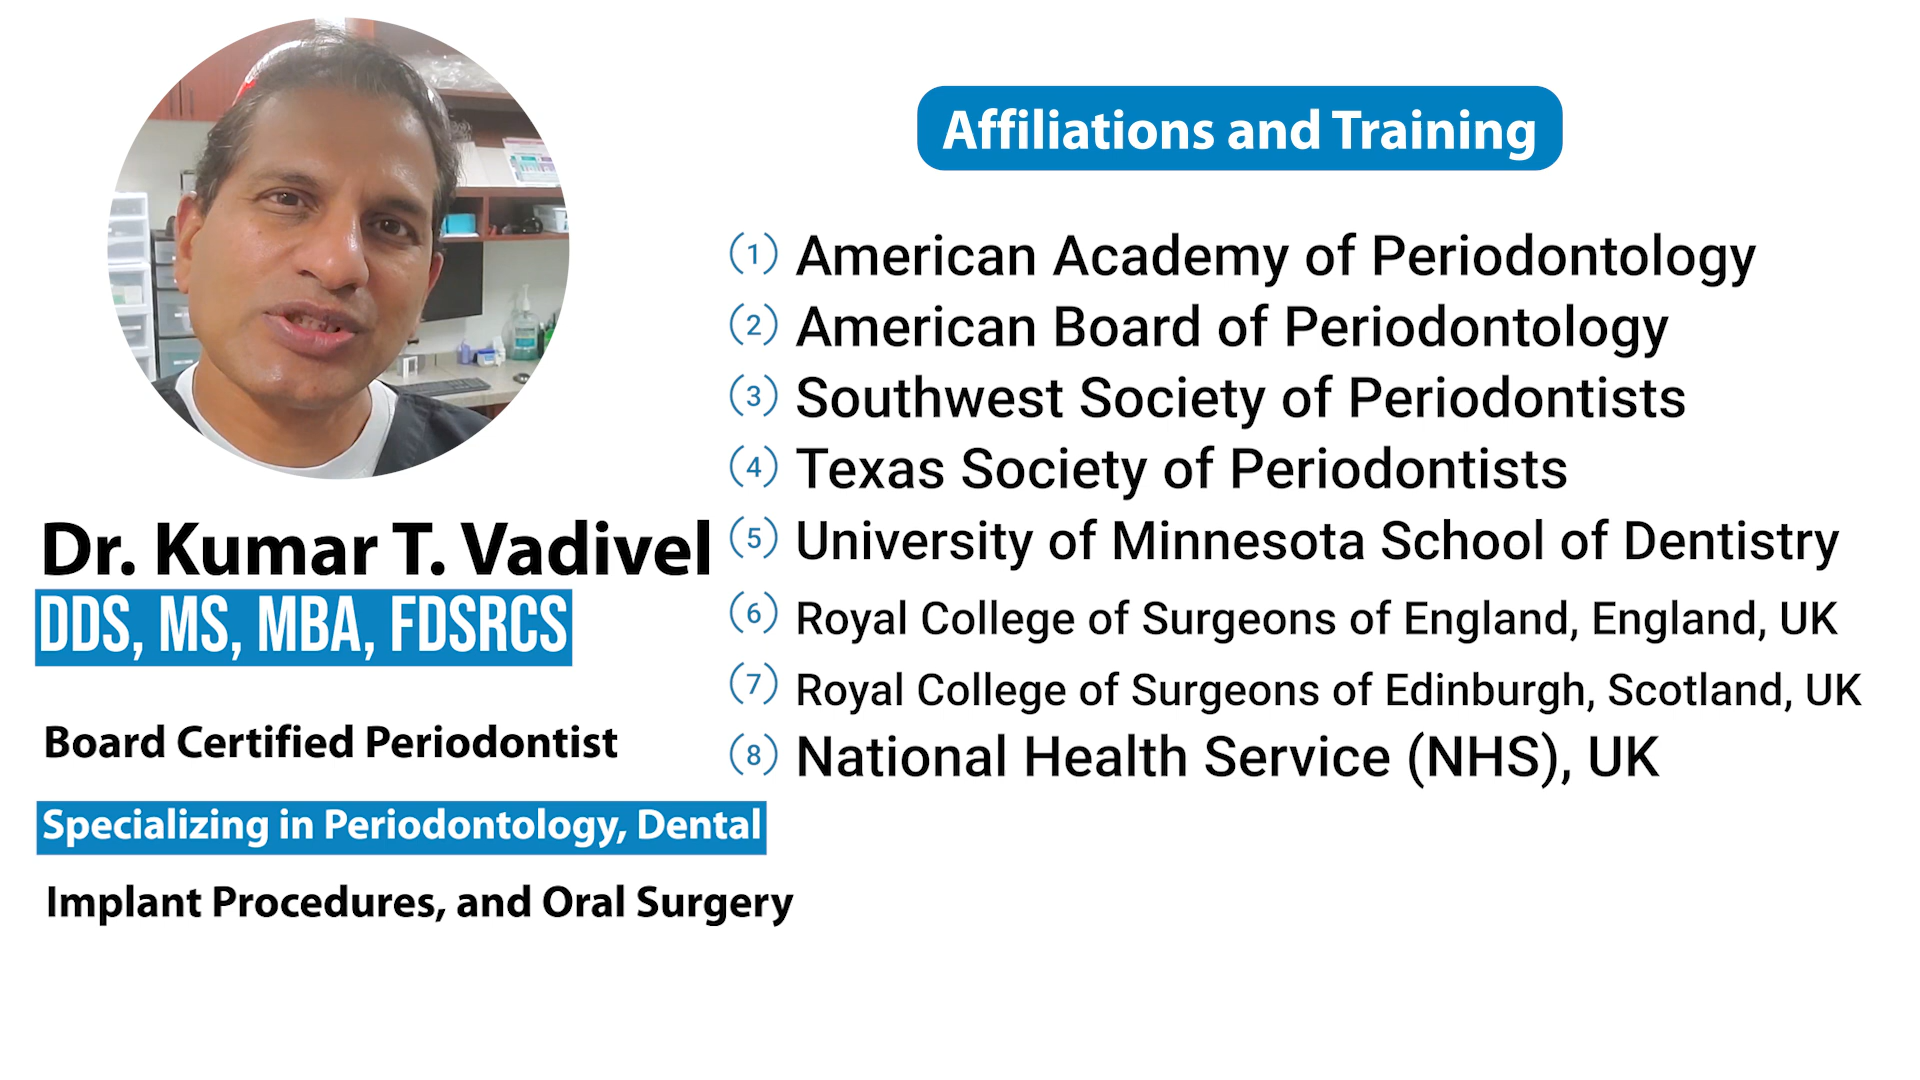 Dr. Kumar T. Vadivel
DDS, MS, MBA, FDSRCS
Board Certified Periodontist
Specializing in Periodontology, Dental
Implant Procedures, and Oral Surgery
Affiliations and Training
(1) American Academy of Periodontology
(2) American Board of Periodontology
(3) Southwest Society of Periodontists
(4) Texas Society of Periodontists
(5) University of Minnesota School of Dentistry
(6) Royal College of Surgeons of England, England, UK
(7) Royal College of Surgeons of Edinburgh, Scotland, UK
(8) National Health Service (NHS), UK